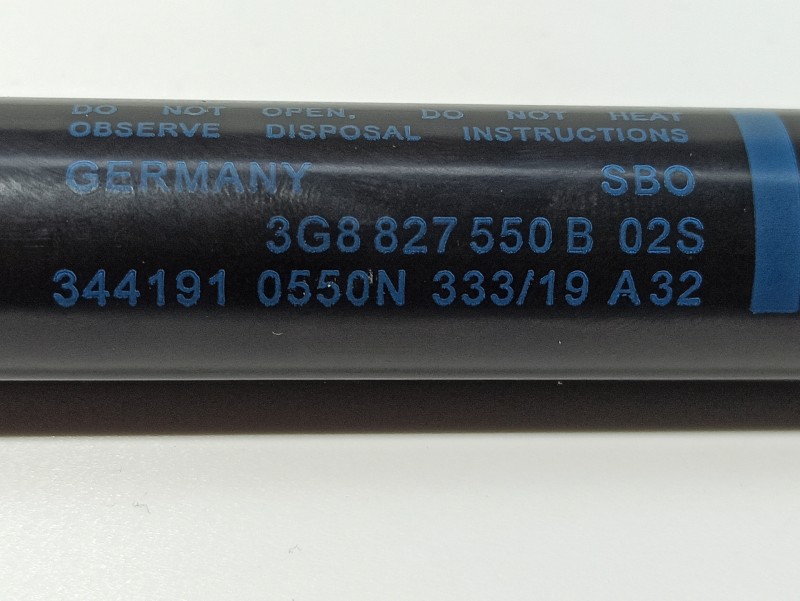 DO NOT OPEN. DO NOT HEAT
OBSERVE DISPOSAL INSTRUCTIONS
GERMANY SBO
3G8 827 550 B 02S
344191 0550N 333/19 A 32